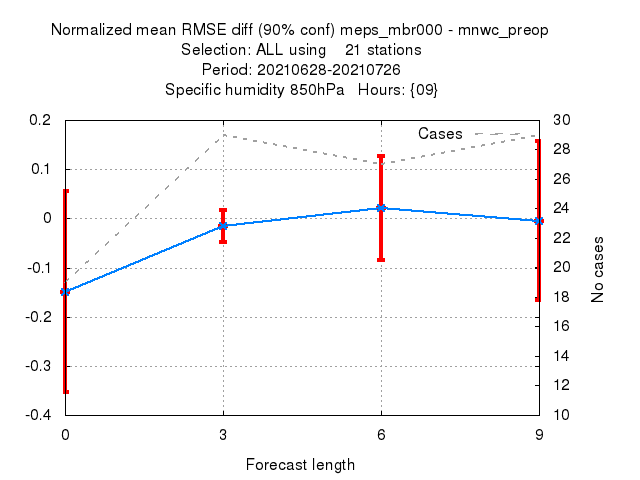 Normalized mean RMSE diff (90% conf) meps_mbr000 - mnwc_preop
Selection: ALL using 21 stations
Period: 20210628-20210726
Specific humidity 850hPa Hours: {09}
Cases
0.2
0.1
0
-0.1
-0.2
-0.3
-0.4
30
28
26
24
22
20
18
16
14
12
10
No cases
0 3 6 9
Forecast length